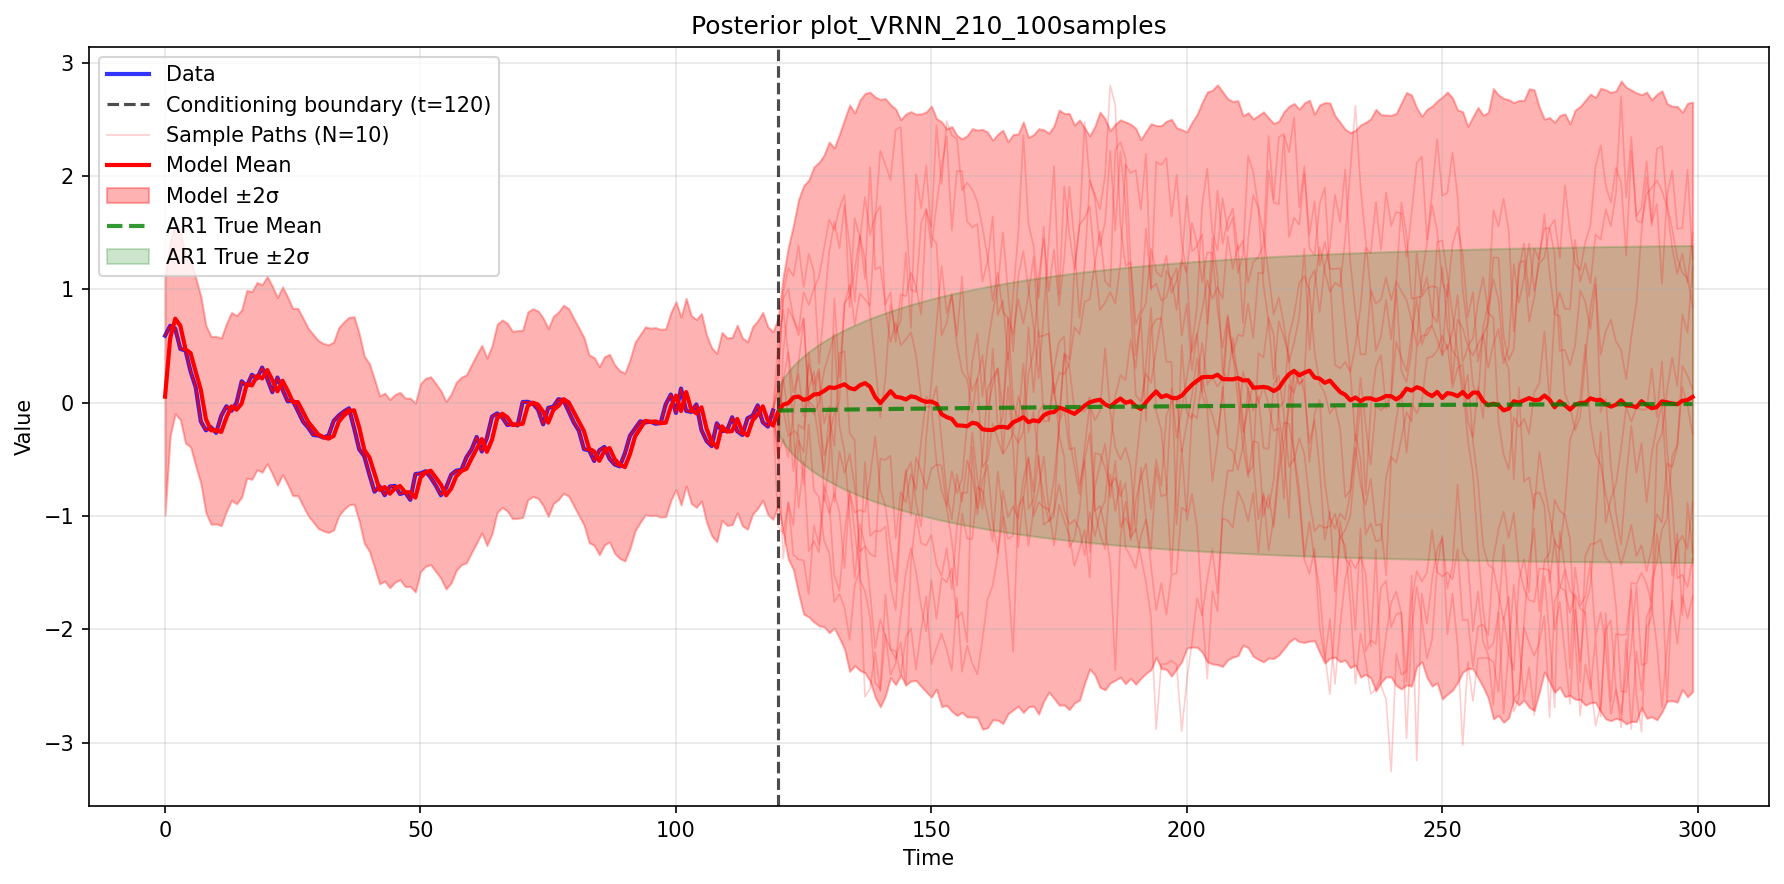 Posterior plot_VRNN_210_100samples
Data
Conditioning boundary (t=120)
Sample Paths (N=10)
Model Mean
Model ±2σ
AR1 True Mean
AR1 True ±2σ
3
2
1
0
−1
−2
−3
Value
0 50 100 150 200 250 300
Time